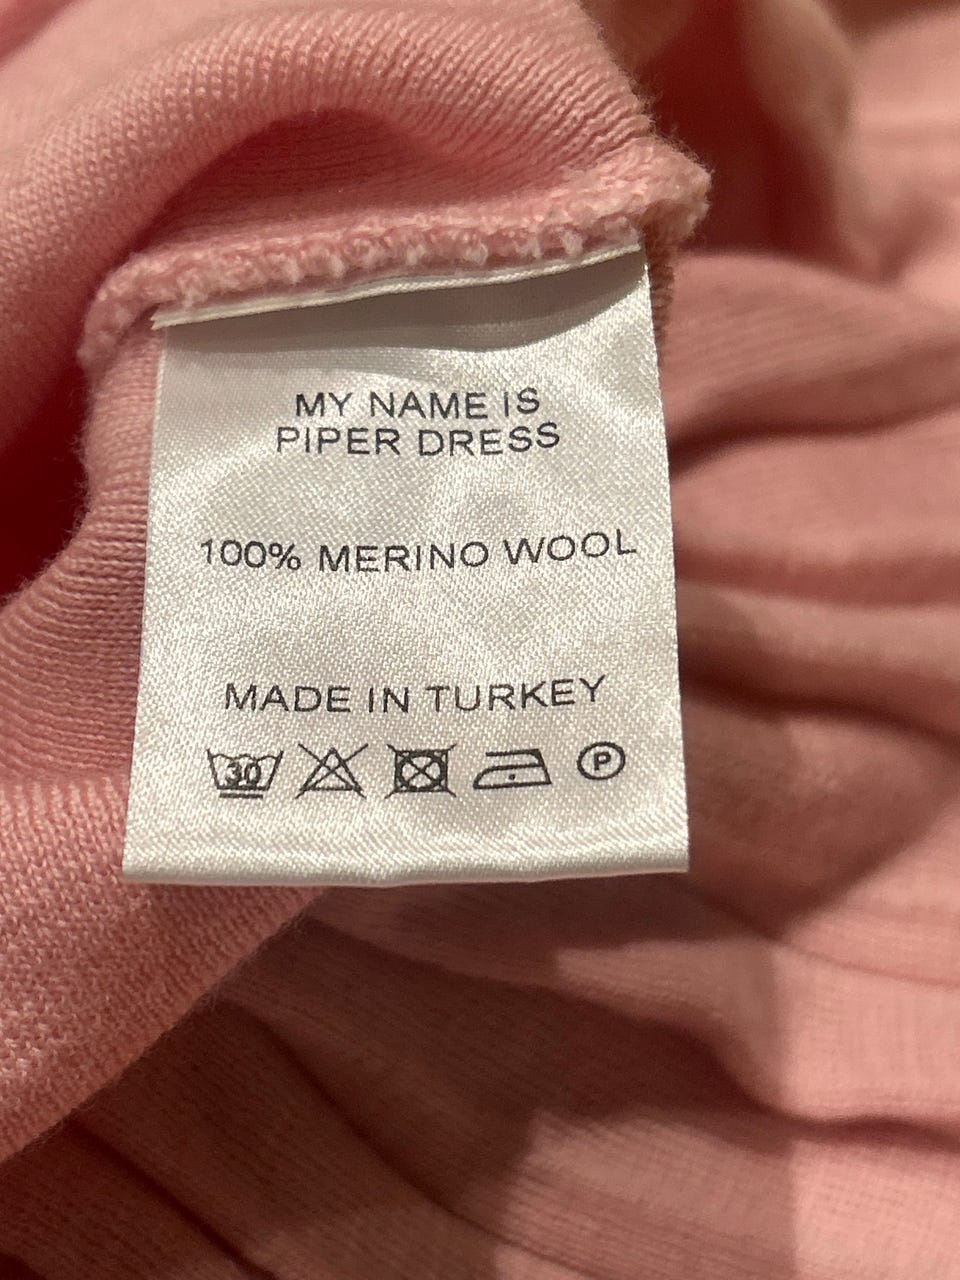 MY NAME IS
PIPER DRESS
100% MERINO WOOL
MADE IN TURKEY
30 P